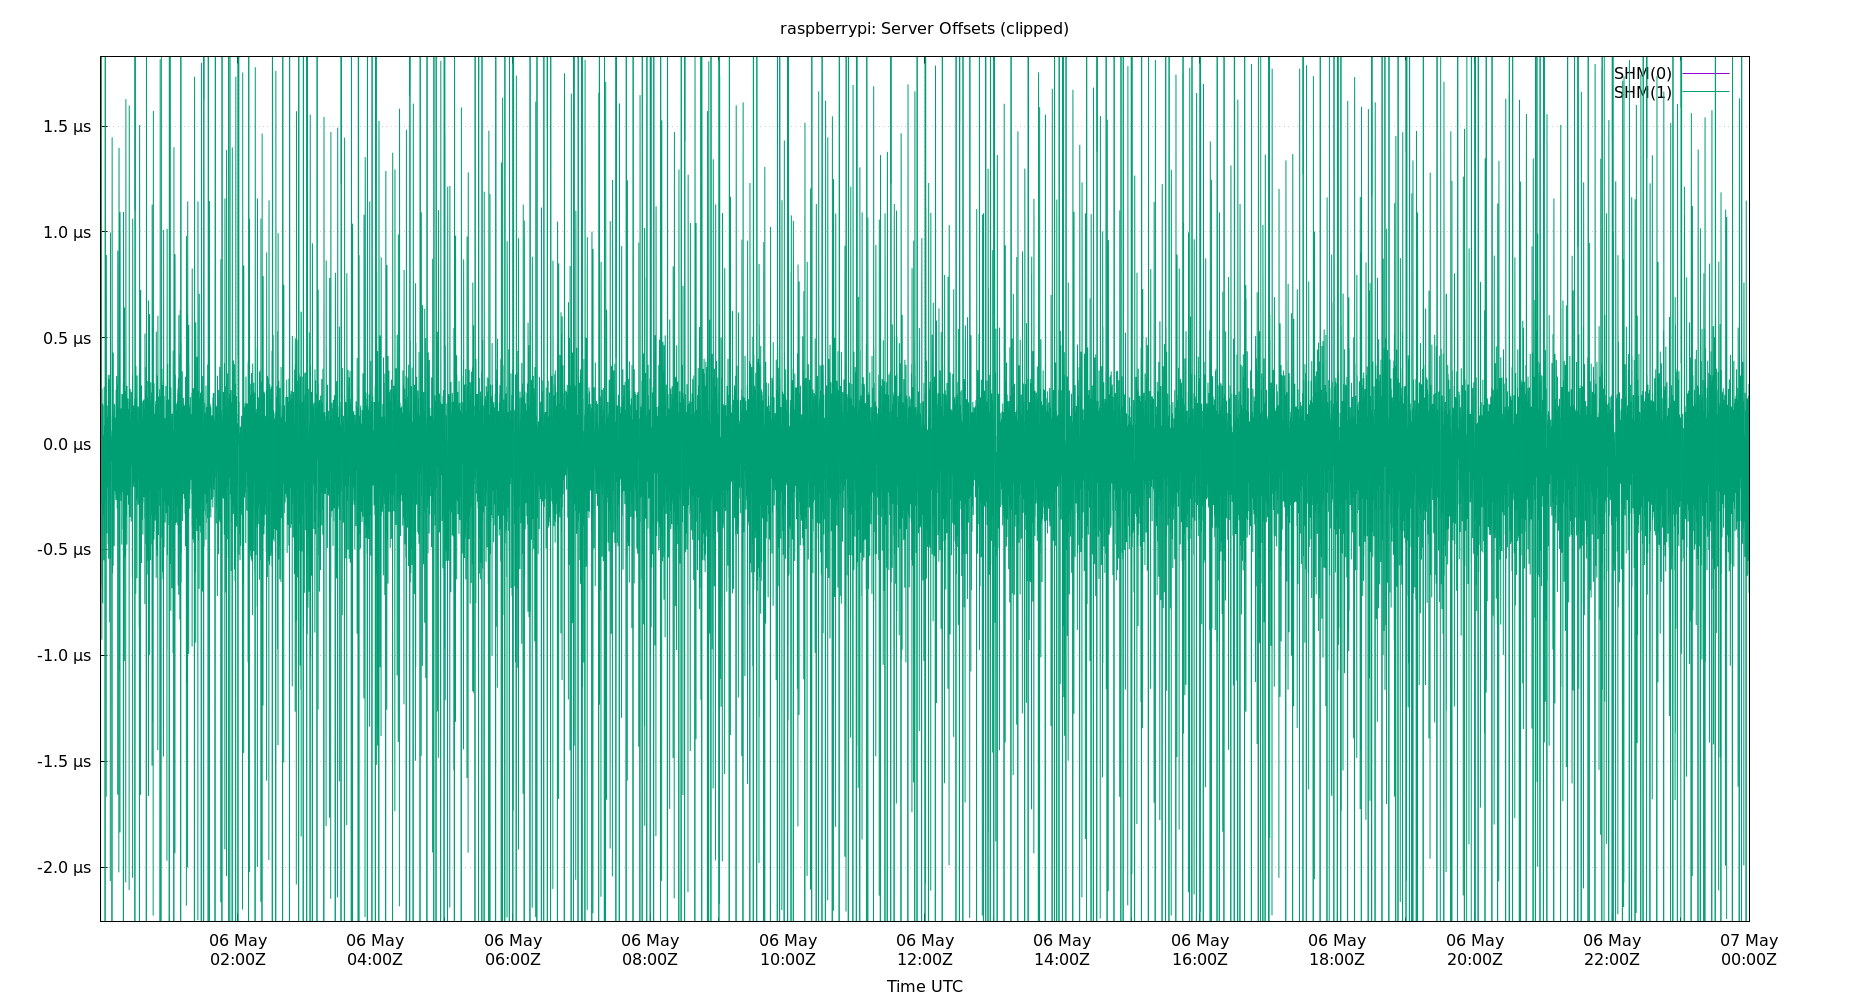 raspberrypi: Server Offsets (clipped)
SHM(0)
SHM(1)
1.5 µs
1.0 µs
0.5 µs
0.0 µs
-0.5 µs
-1.0 µs
-1.5 µs
-2.0 µs
06 May 06 May 06 May 06 May 06 May 06 May 06 May 06 May 06 May 06 May 06 May 07 May
02:00Z 04:00Z 06:00Z 08:00Z 10:00Z 12:00Z 14:00Z 16:00Z 18:00Z 20:00Z 22:00Z 00:00Z
Time UTC